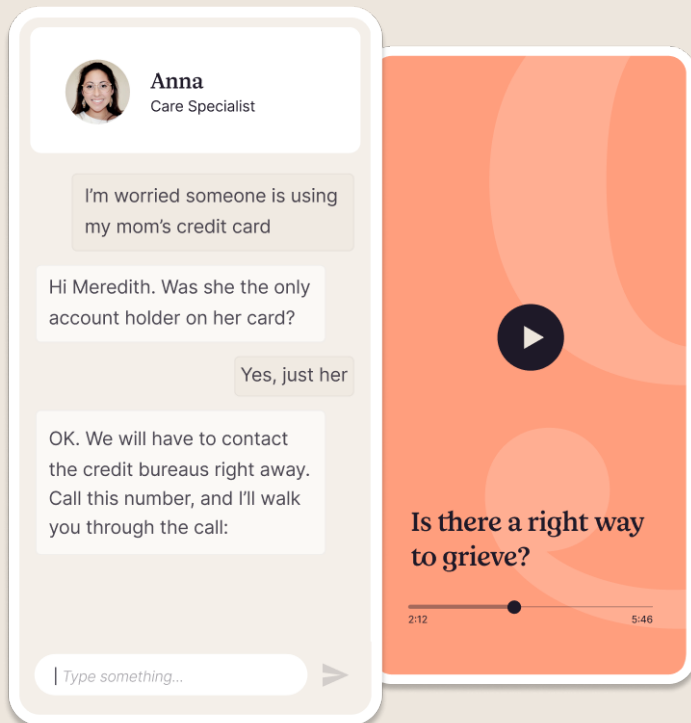 Anna
Care Specialist
I’m worried someone is using
my mom’s credit card
Hi Meredith. Was she the only
account holder on her card?
Yes, just her
OK. We will have to contact
the credit bureaus right away.
Call this number, and I’ll walk
you through the call:
Type something...
Is there a right way
to grieve?
2:12
5:46